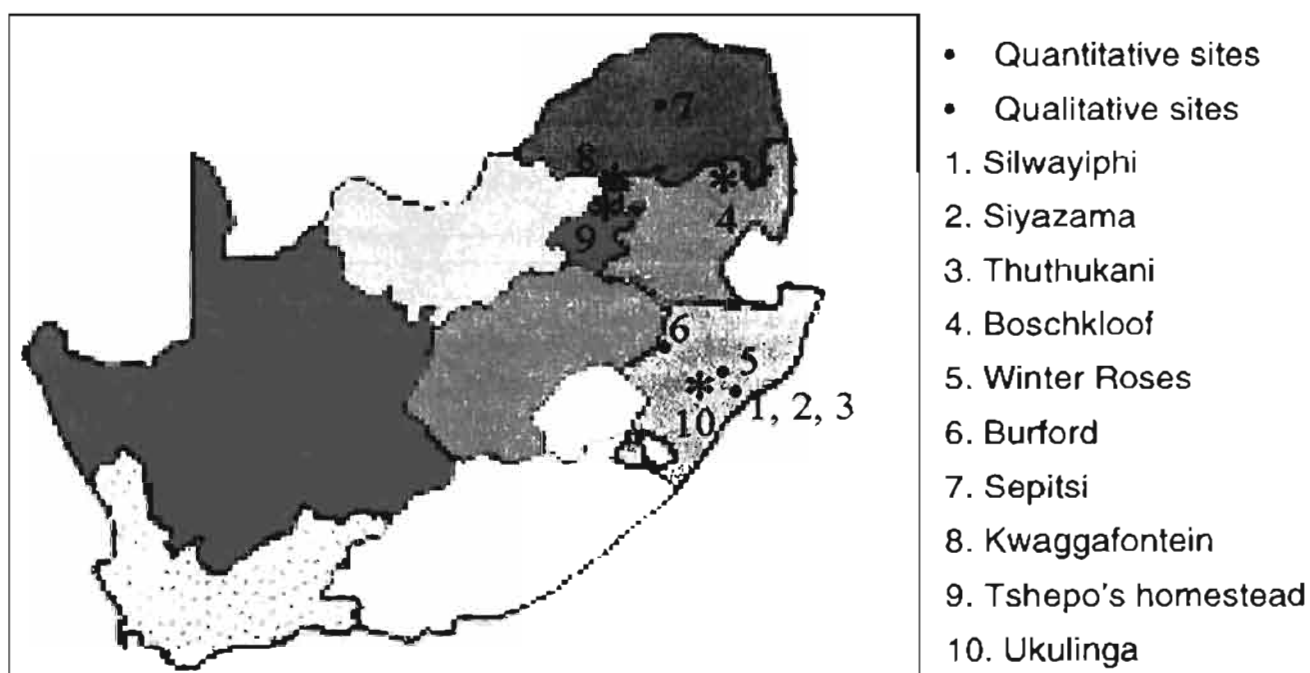 7
8
4
9
6
5
1, 2, 3
10
• Quantitative sites
• Qualitative sites
1. Silwayiphi
2. Siyazama
3. Thuthukani
4. Boschkloof
5. Winter Roses
6. Burford
7. Sepitsi
8. Kwaggafontein
9. Tshepo's homestead
10. Ukulinga